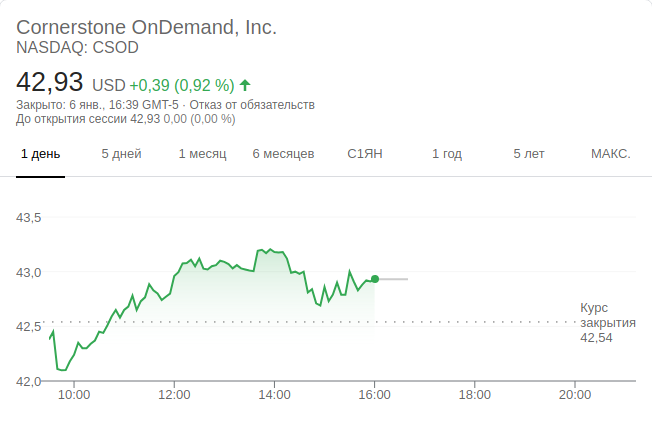 Cornerstone OnDemand, Inc.
NASDAQ: CSOD
42,93 USD +0,39 (0,92 %)
Закрыто: 6 янв., 16:39 GMT-5 · Отказ от обязательств
До открытия сессии 42,93 0,00 (0,00 %)
1 день 5 дней 1 месяц 6 месяцев С1ЯН 1 год 5 лет МАКС.
43,5
43,0
42,5
42,0
Курс
закрытия
42,54
10:00 12:00 14:00 16:00 18:00 20:00